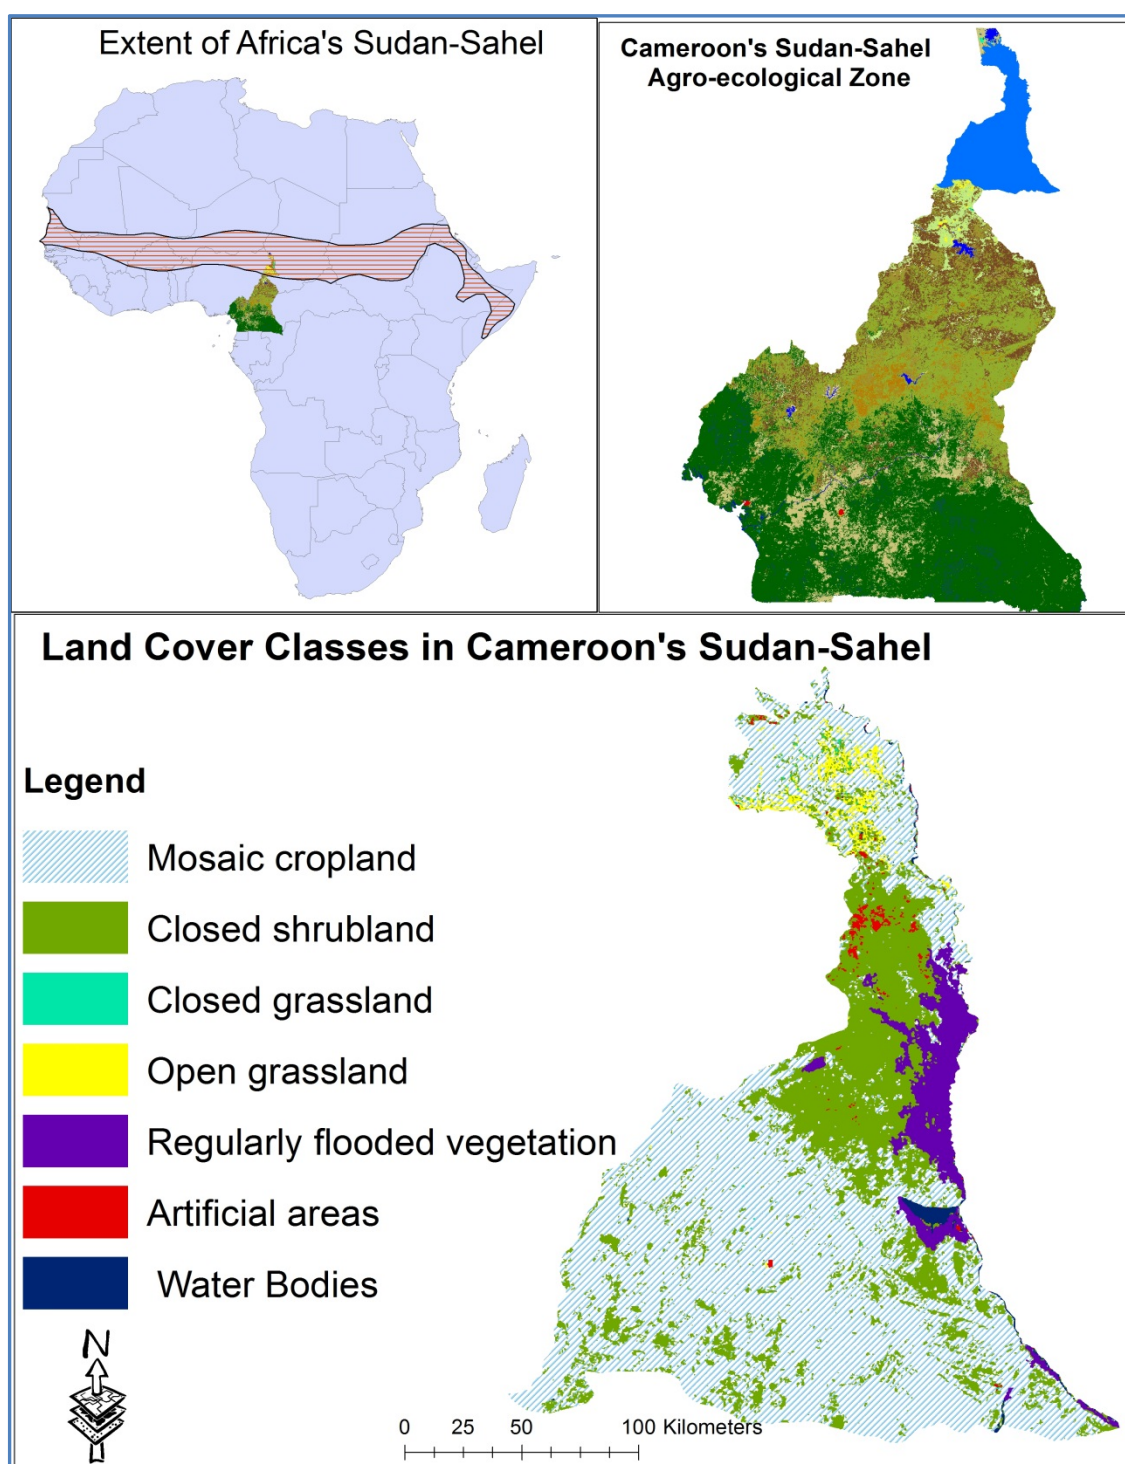 Extent of Africa's Sudan-Sahel
Cameroon's Sudan-Sahel
Agro-ecological Zone
Land Cover Classes in Cameroon's Sudan-Sahel
Legend
Mosaic cropland
Closed shrubland
Closed grassland
Open grassland
Regularly flooded vegetation
Artificial areas
Water Bodies
N
0 25 50 100 Kilometers